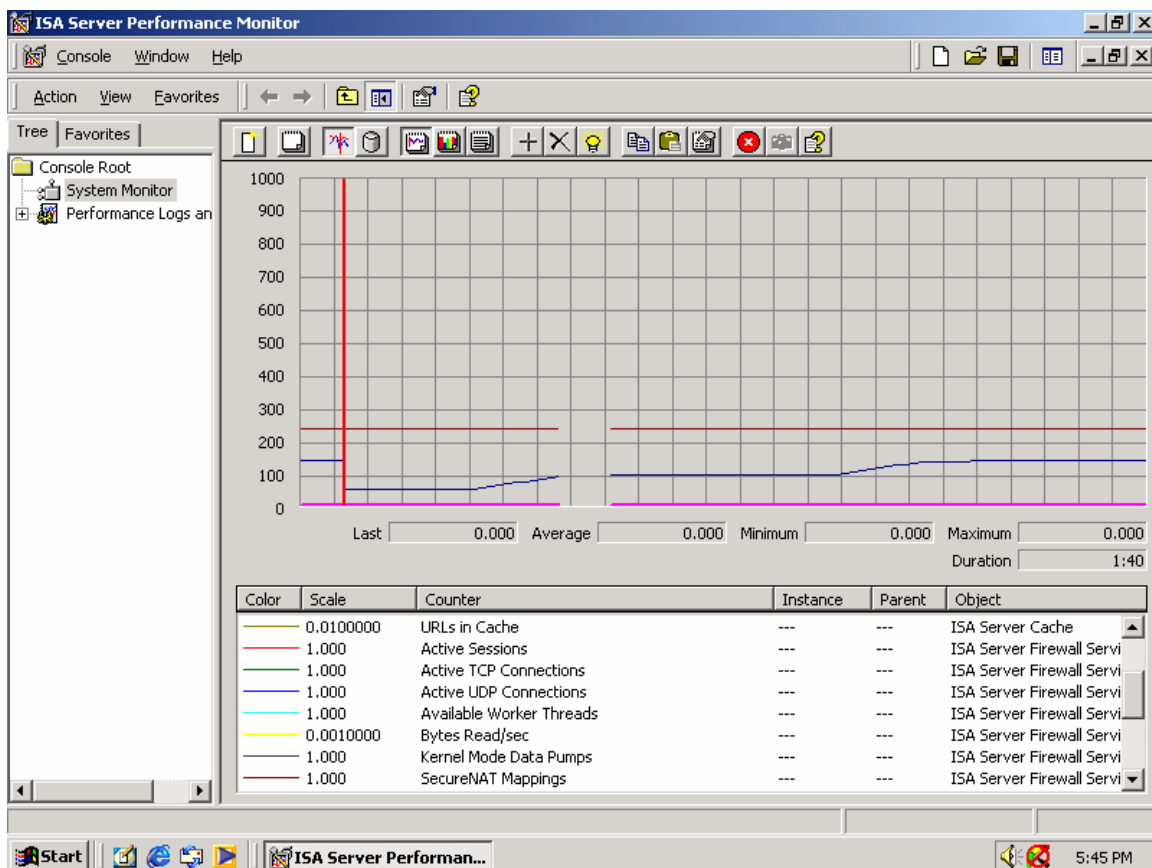 ISA Server Performance Monitor
Console Window Help
Action View Favorites
Tree Favorites
Console Root
System Monitor
Performance Logs an
1000
900
800
700
600
500
400
300
200
100
0
Last 0.000 Average 0.000 Minimum 0.000 Maximum 0.000
Duration 1:40
Color Scale Counter Instance Parent Object
0.0100000 URLs in Cache --- --- ISA Server Cache
1.000 Active Sessions --- --- ISA Server Firewall Servi
1.000 Active TCP Connections --- --- ISA Server Firewall Servi
1.000 Active UDP Connections --- --- ISA Server Firewall Servi
1.000 Available Worker Threads --- --- ISA Server Firewall Servi
0.0010000 Bytes Read/sec --- --- ISA Server Firewall Servi
1.000 Kernel Mode Data Pumps --- --- ISA Server Firewall Servi
1.000 SecureNAT Mappings --- --- ISA Server Firewall Servi
Start ISA Server Performan... 5:45 PM